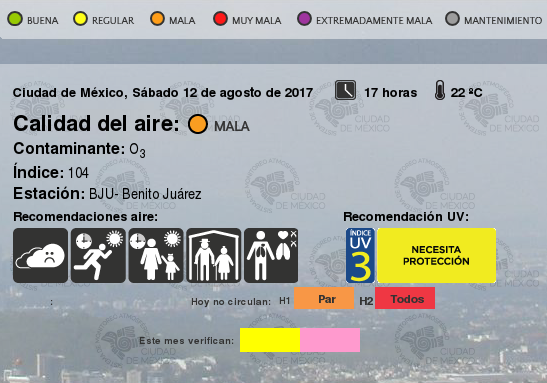 BUENA REGULAR MALA MUY MALA EXTREMADAMENTE MALA MANTENIMIENTO
Ciudad de México, Sábado 12 de agosto de 2017 17 horas 22 ºC
Calidad del aire: MALA
Contaminante: O3
Índice: 104
Estación: BJU- Benito Juárez
Recomendaciones aire: Recomendación UV:
ÍNDICE
UV
3
NECESITA
PROTECCIÓN
: Hoy no circulan: H1 Par H2 Todos
Este mes verifican:
CIUDAD
DE MÉXICO